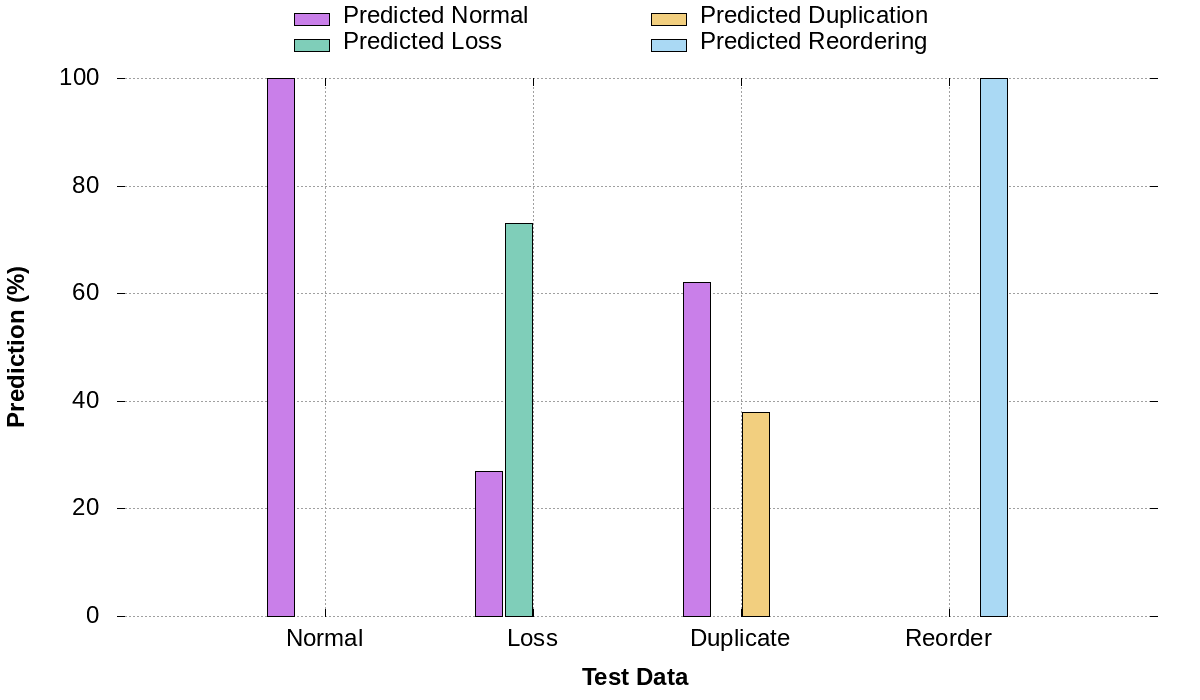 Predicted Normal
Predicted Loss
Predicted Duplication
Predicted Reordering
100
80
60
40
20
0
Prediction (%)
Normal Loss Duplicate Reorder
Test Data